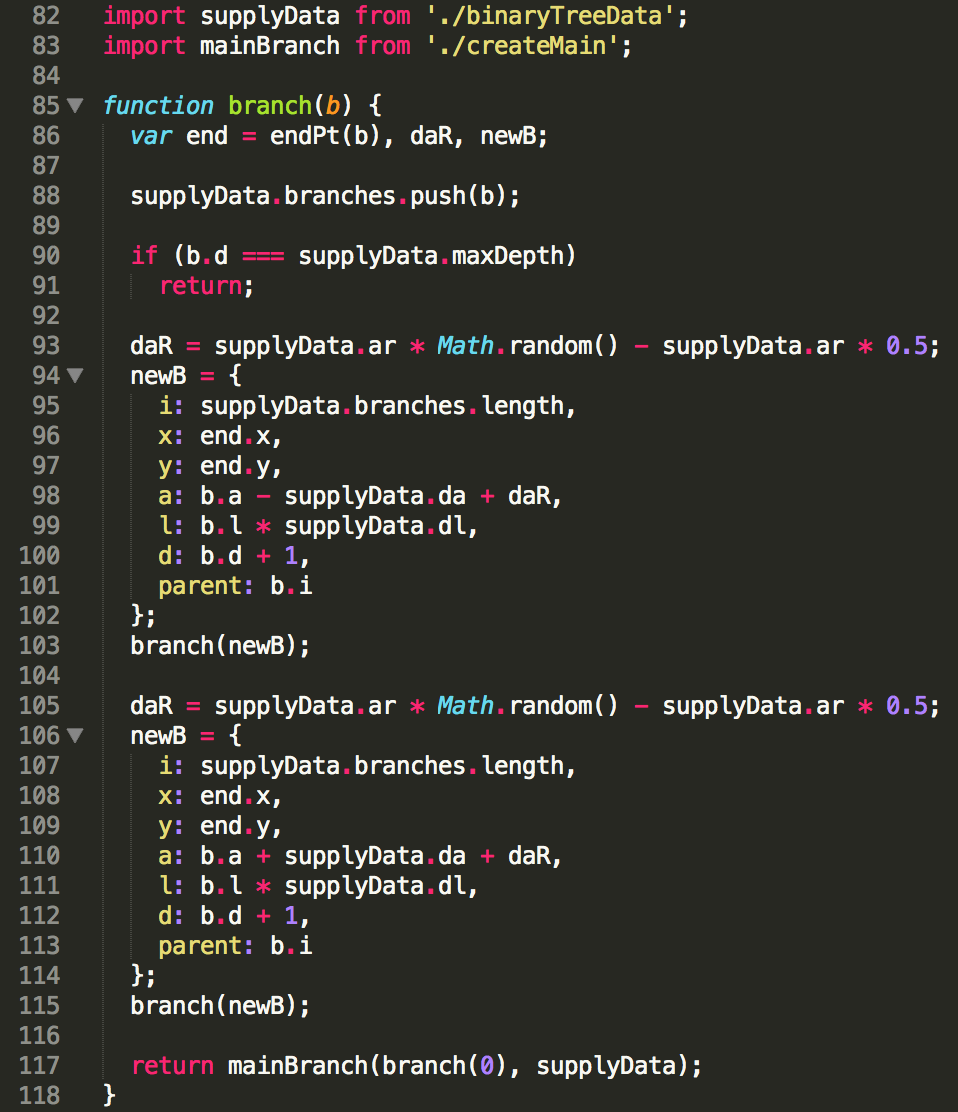 82 import supplyData from './binaryTreeData';
83 import mainBranch from './createMain';
84
85 function branch(b) {
86 var end = endPt(b), daR, newB;
87
88 supplyData.branches.push(b);
89
90 if (b.d === supplyData.maxDepth)
91 return;
92
93 daR = supplyData.ar * Math.random() - supplyData.ar * 0.5;
94 newB = {
95 i: supplyData.branches.length,
96 x: end.x,
97 y: end.y,
98 a: b.a - supplyData.da + daR,
99 l: b.l * supplyData.dl,
100 d: b.d + 1,
101 parent: b.i
102 };
103 branch(newB);
104
105 daR = supplyData.ar * Math.random() - supplyData.ar * 0.5;
106 newB = {
107 i: supplyData.branches.length,
108 x: end.x,
109 y: end.y,
110 a: b.a + supplyData.da + daR,
111 l: b.l * supplyData.dl,
112 d: b.d + 1,
113 parent: b.i
114 };
115 branch(newB);
116
117 return mainBranch(branch(0), supplyData);
118 }